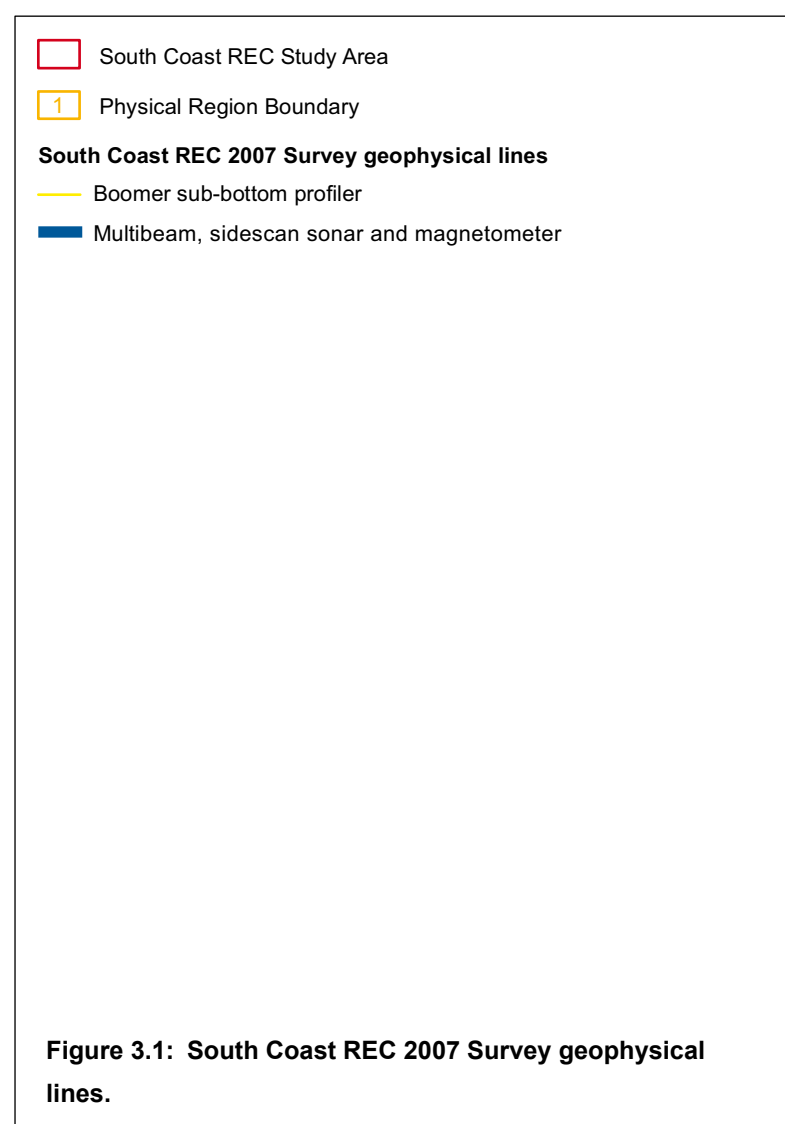 South Coast REC Study Area
1 Physical Region Boundary
South Coast REC 2007 Survey geophysical lines
Boomer sub-bottom profiler
Multibeam, sidescan sonar and magnetometer
Figure 3.1: South Coast REC 2007 Survey geophysical
lines.